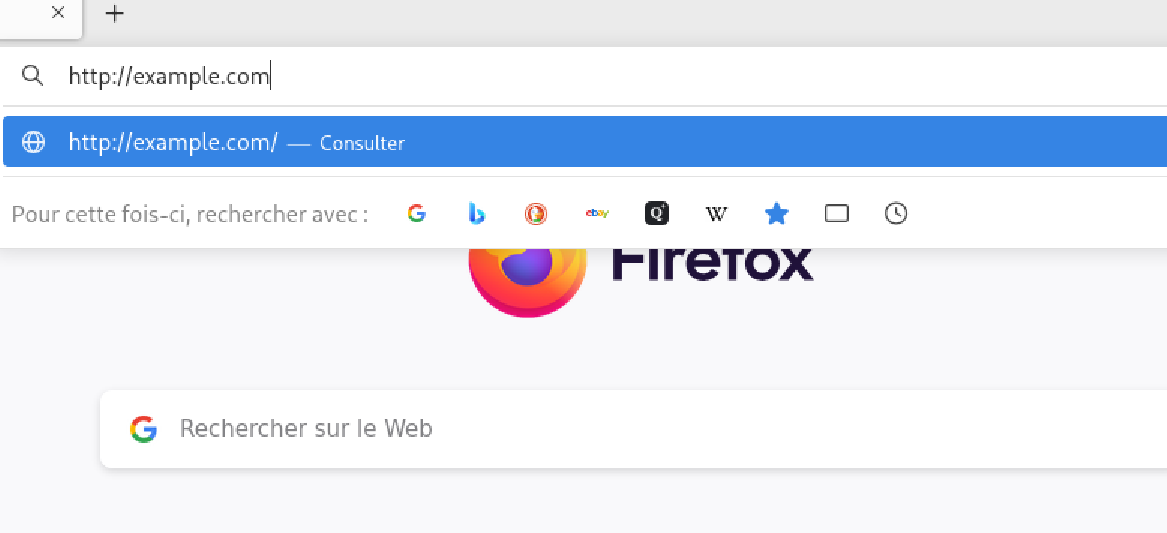 http://example.com
http://example.com/ — Consulter
Pour cette fois-ci, rechercher avec :
ebay
Q
W
Firefox
Rechercher sur le Web